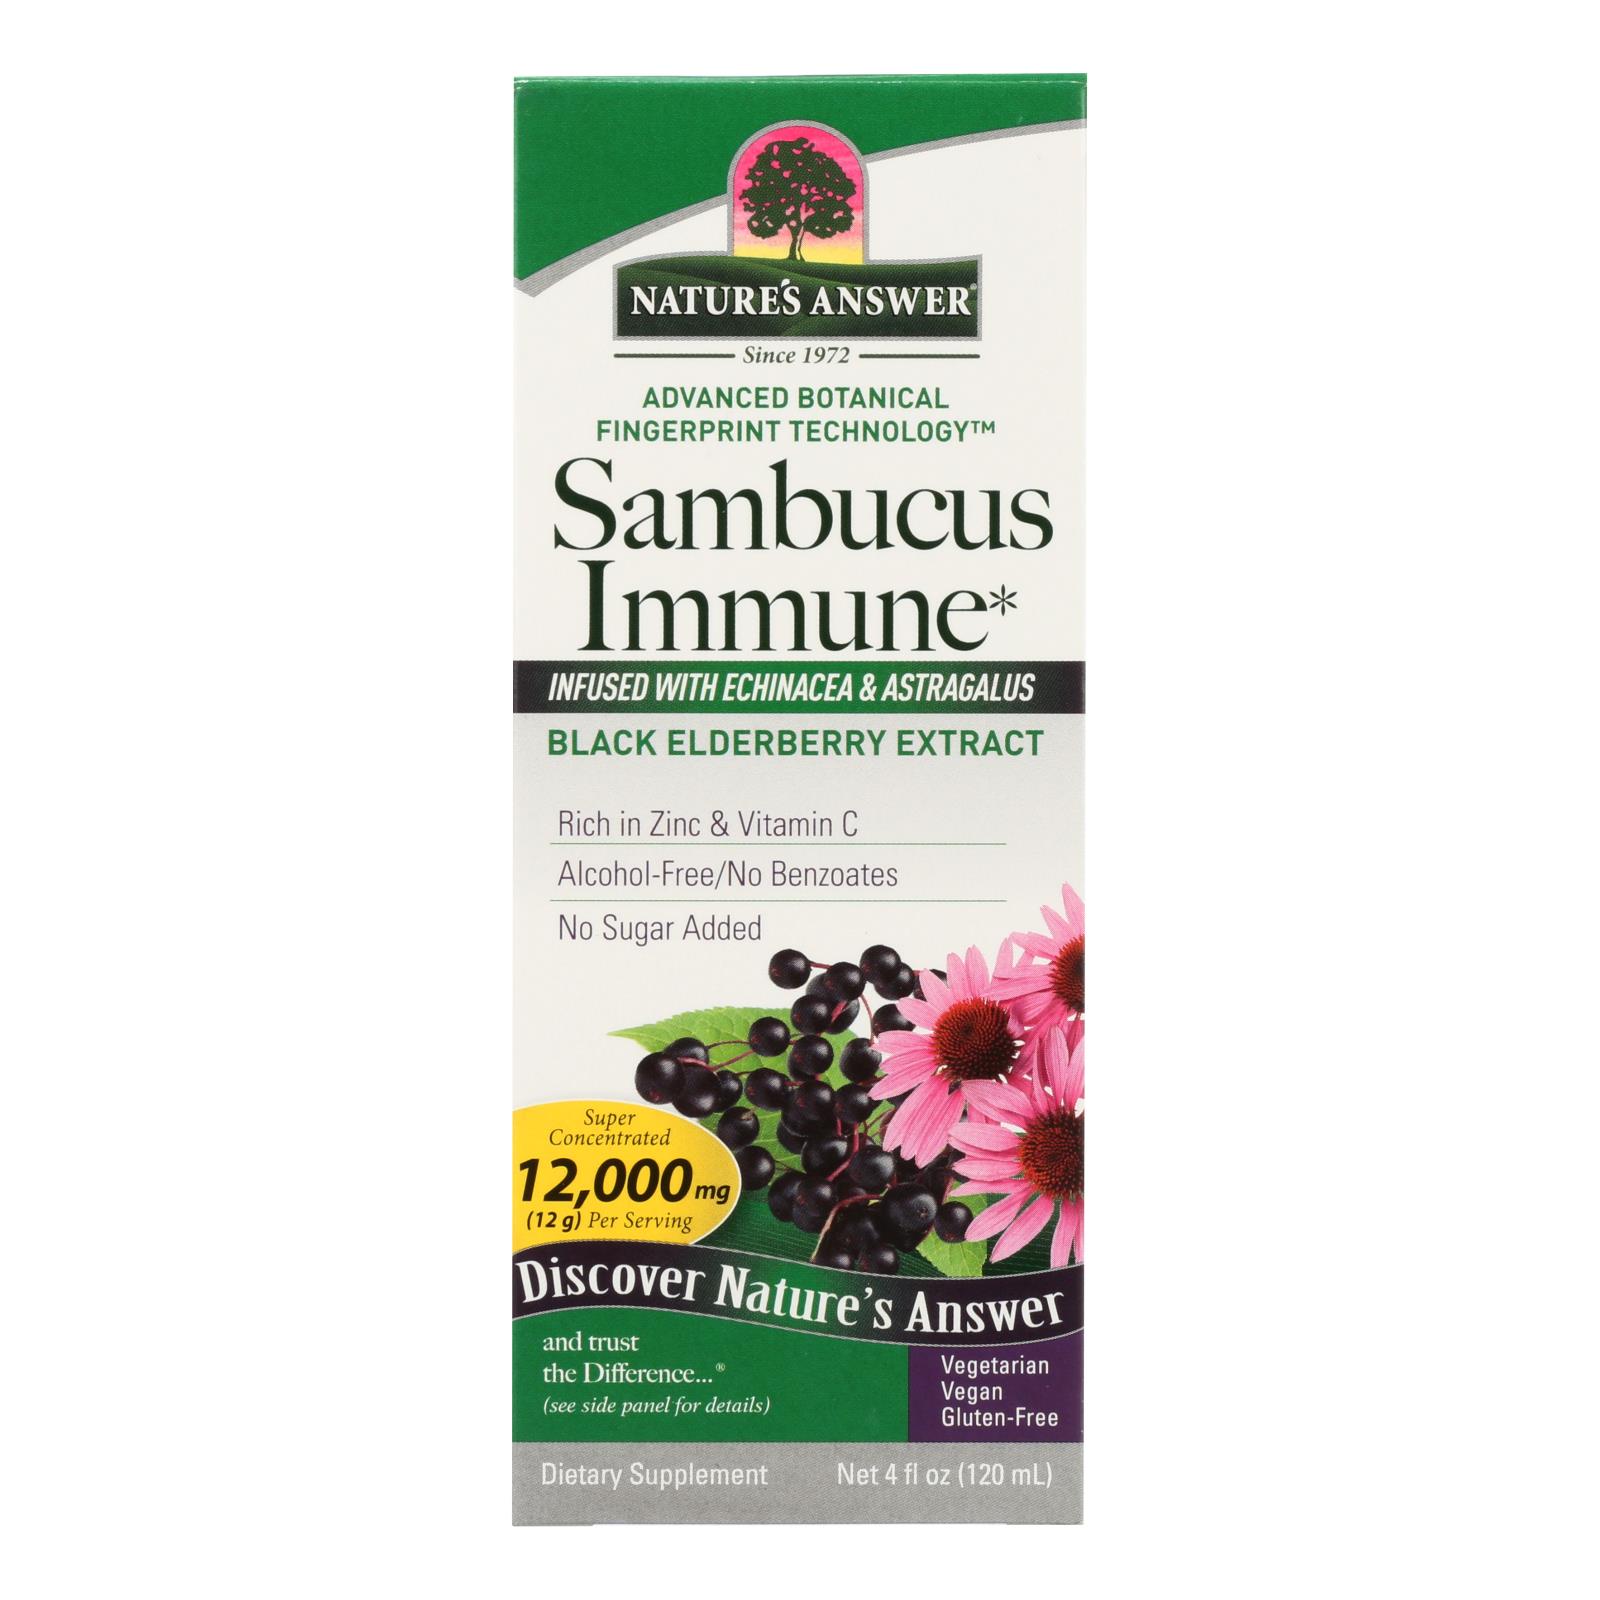 NATURE'S ANSWER®
Since 1972
ADVANCED BOTANICAL
FINGERPRINT TECHNOLOGY™
Sambucus
Immune*
INFUSED WITH ECHINACEA & ASTRAGALUS
BLACK ELDERBERRY EXTRACT
Rich in Zinc & Vitamin C
Alcohol-Free/No Benzoates
No Sugar Added
Super
Concentrated
12,000 mg
(12 g) Per Serving
Discover Nature's Answer
and trust
the Difference...®
(see side panel for details)
Vegetarian
Vegan
Gluten-Free
Dietary Supplement
Net 4 fl oz (120 mL)